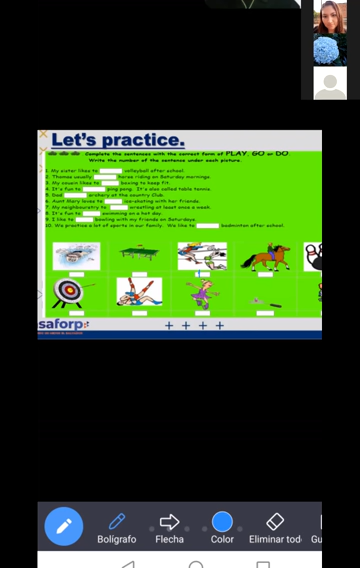 Let's practice.
Complete the sentences with the correct form of PLAY, GO or DO.
Write the number of the sentence under each picture.
1. My sister likes to volleyball after school.
2. Thomas usually horse riding on Saturday mornings.
3. My cousin likes to boxing to keep fit.
4. It's fun to ping pong. It's also called table tennis.
5. Dad archery at the country Club.
6. Aunt Mary loves to ice-skating with her friends.
7. My neighbour try to wrestling at least once a week.
8. It's fun to swimming on a hot day.
9. I like to bowling with my friends on Saturdays
10. We practice a lot of sports in our family. We like to badminton after school.
saforp
+ + + +
Bolígrafo
Flecha
Color
Eliminar tod
Gu